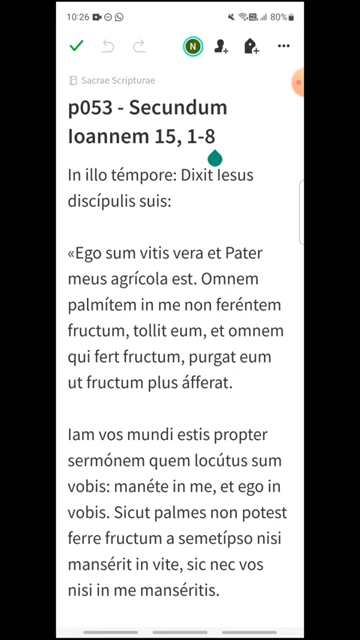 10:26 80%
N
Sacrae Scripturae
p053 - Secundum
Ioannem 15, 1-8
In illo témpore: Dixit Iesus
discípulis suis:
«Ego sum vitis vera et Pater
meus agrícola est. Omnem
palmítem in me non feréntem
fructum, tollit eum, et omnem
qui fert fructum, purgat eum
ut fructum plus áfferat.
Iam vos mundi estis propter
sermónem quem locútus sum
vobis: manéte in me, et ego in
vobis. Sicut palmes non potest
ferre fructum a semetípso nisi
mansérit in vite, sic nec vos
nisi in me manséritis.